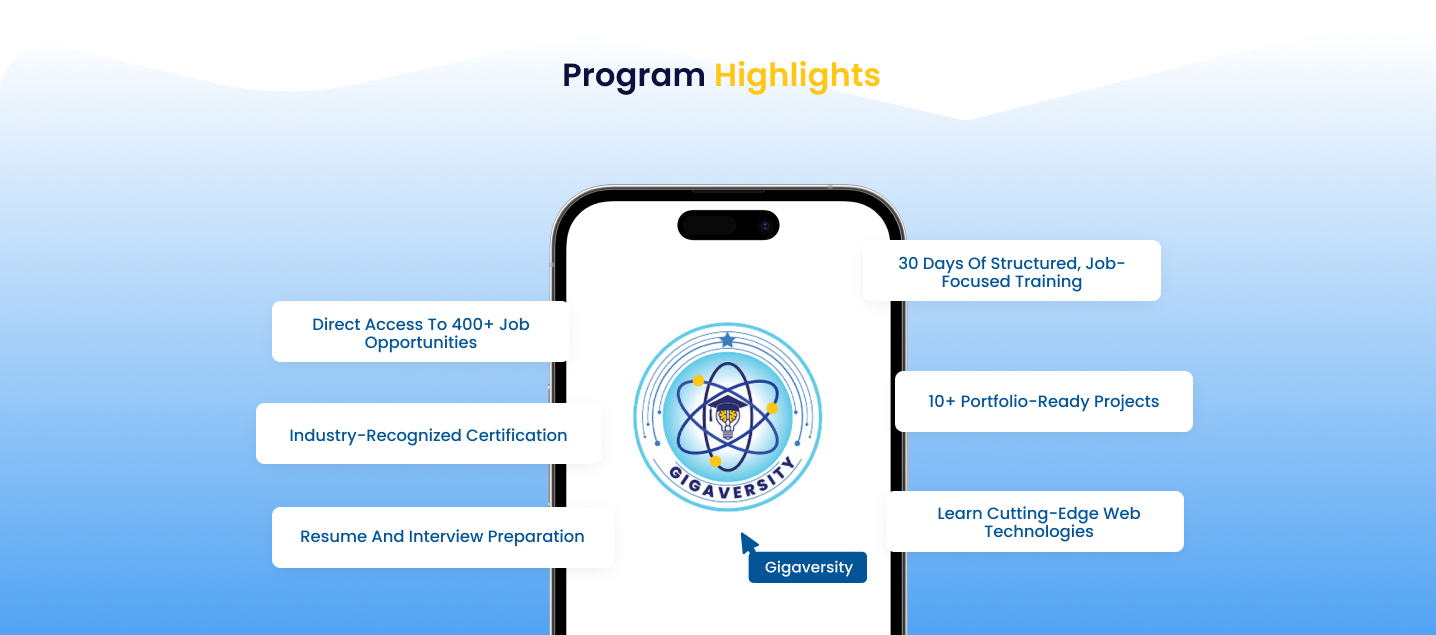 Program Highlights
30 Days Of Structured, Job-
Focused Training
Direct Access To 400+ Job
Opportunities
10+ Portfolio-Ready Projects
Industry-Recognized Certification
GIGAVERSITY
Learn Cutting-Edge Web
Technologies
Resume And Interview Preparation
Gigaversity